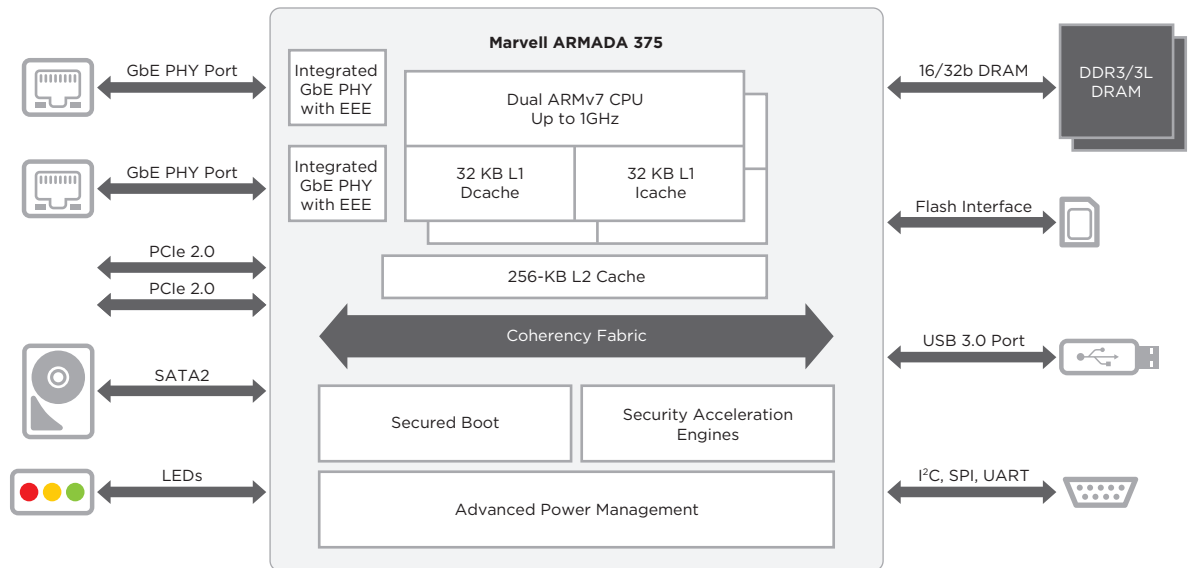 Marvell ARMADA 375
GbE PHY Port
Integrated
GbE PHY
with EEE
GbE PHY Port
Integrated
GbE PHY
with EEE
PCIe 2.0
PCIe 2.0
SATA2
LEDs
Dual ARMv7 CPU
Up to 1GHz
32 KB L1
Dcache
32 KB L1
Icache
256-KB L2 Cache
Coherency Fabric
Secured Boot
Security Acceleration
Engines
Advanced Power Management
16/32b DRAM
DDR3/3L
DRAM
Flash Interface
USB 3.0 Port
I²C, SPI, UART